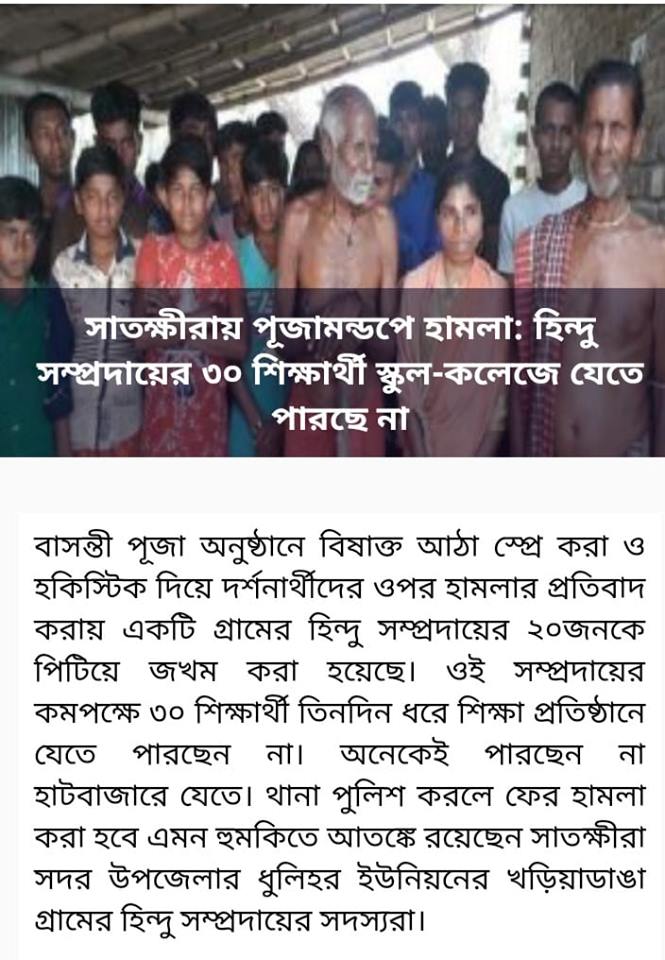 সাতক্ষীরায় পূজামন্ডপে হামলা: হিন্দু
সম্প্রদায়ের ৩০ শিক্ষার্থী স্কুল-কলেজে যেতে
পারছে না
বাসন্তী পূজা অনুষ্ঠানে বিষাক্ত আঠা স্প্রে করা ও
হকিস্টিক দিয়ে দর্শনার্থীদের ওপর হামলার প্রতিবাদ
করায় একটি গ্রামের হিন্দু সম্প্রদায়ের ২০জনকে
পিটিয়ে জখম করা হয়েছে। ওই সম্প্রদায়ের
কমপক্ষে ৩০ শিক্ষার্থী তিনদিন ধরে শিক্ষা প্রতিষ্ঠানে
যেতে পারছেন না। অনেকেই পারছেন না
হাটবাজারে যেতে। থানা পুলিশ করলে ফের হামলা
করা হবে এমন হুমকিতে আতঙ্কে রয়েছেন সাতক্ষীরা
সদর উপজেলার ধুলিহর ইউনিয়নের খড়িয়াডাঙা
গ্রামের হিন্দু সম্প্রদায়ের সদস্যরা।